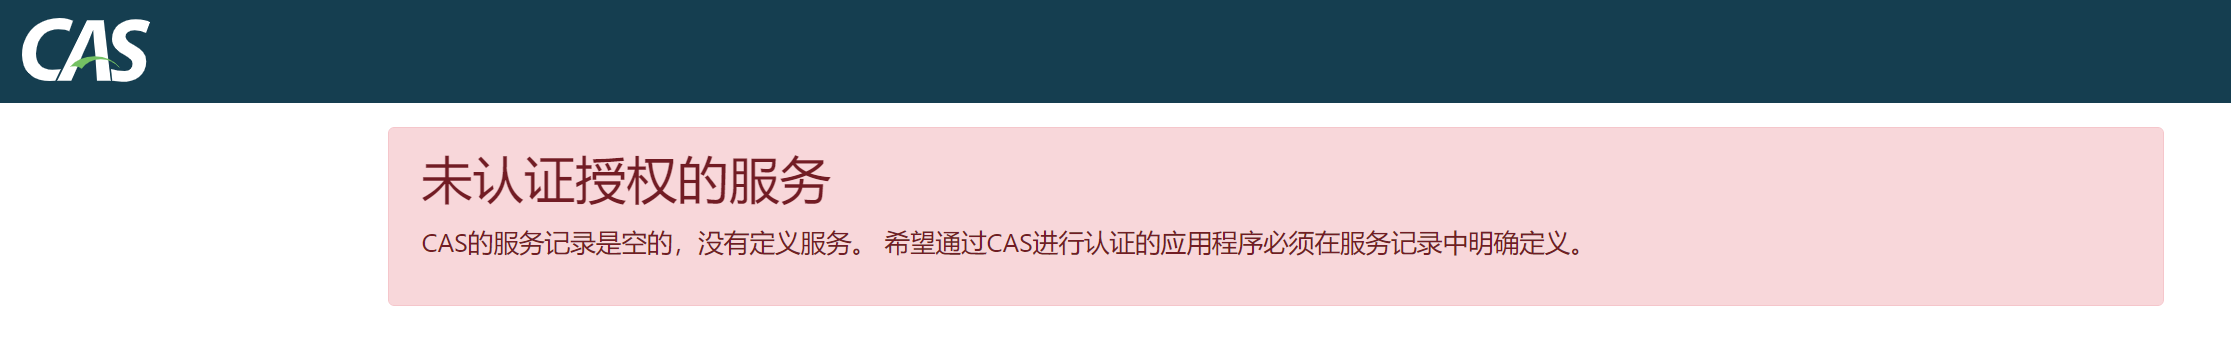 CAS
未认证授权的服务
CAS的服务记录是空的，没有定义服务。 希望通过CAS进行认证的应用程序必须在服务记录中明确定义。